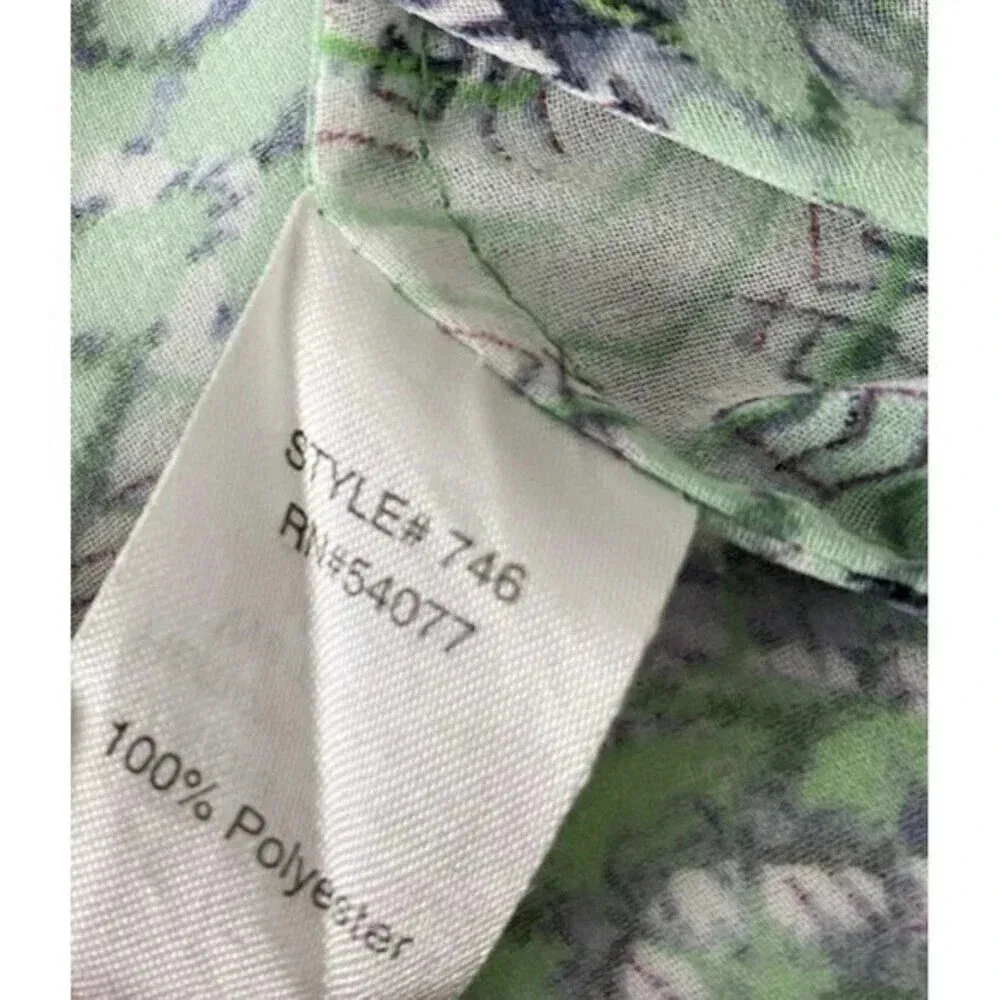 STYLE# 746
RN#54077
100% Polyester